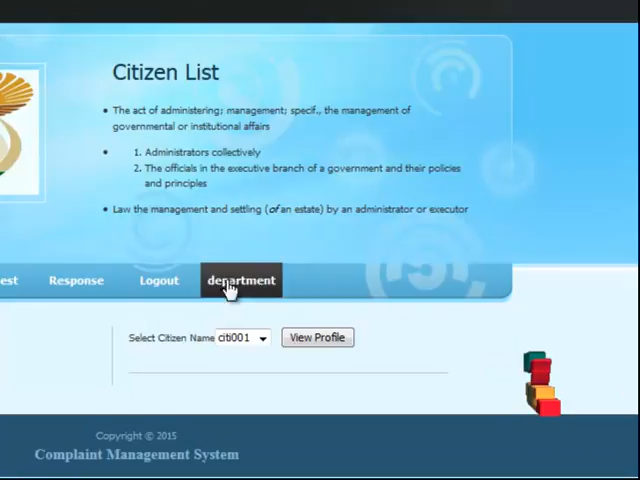 Citizen List
• The act of administering; management; specif., the management of
governmental or institutional affairs
• 1. Administrators collectively
2. The officials in the executive branch of a government and their policies
and principles
• Law the management and settling (of an estate) by an administrator or executor
est Response Logout department
Select Citizen Name citi001 View Profile
Copyright © 2015
Complaint Management System